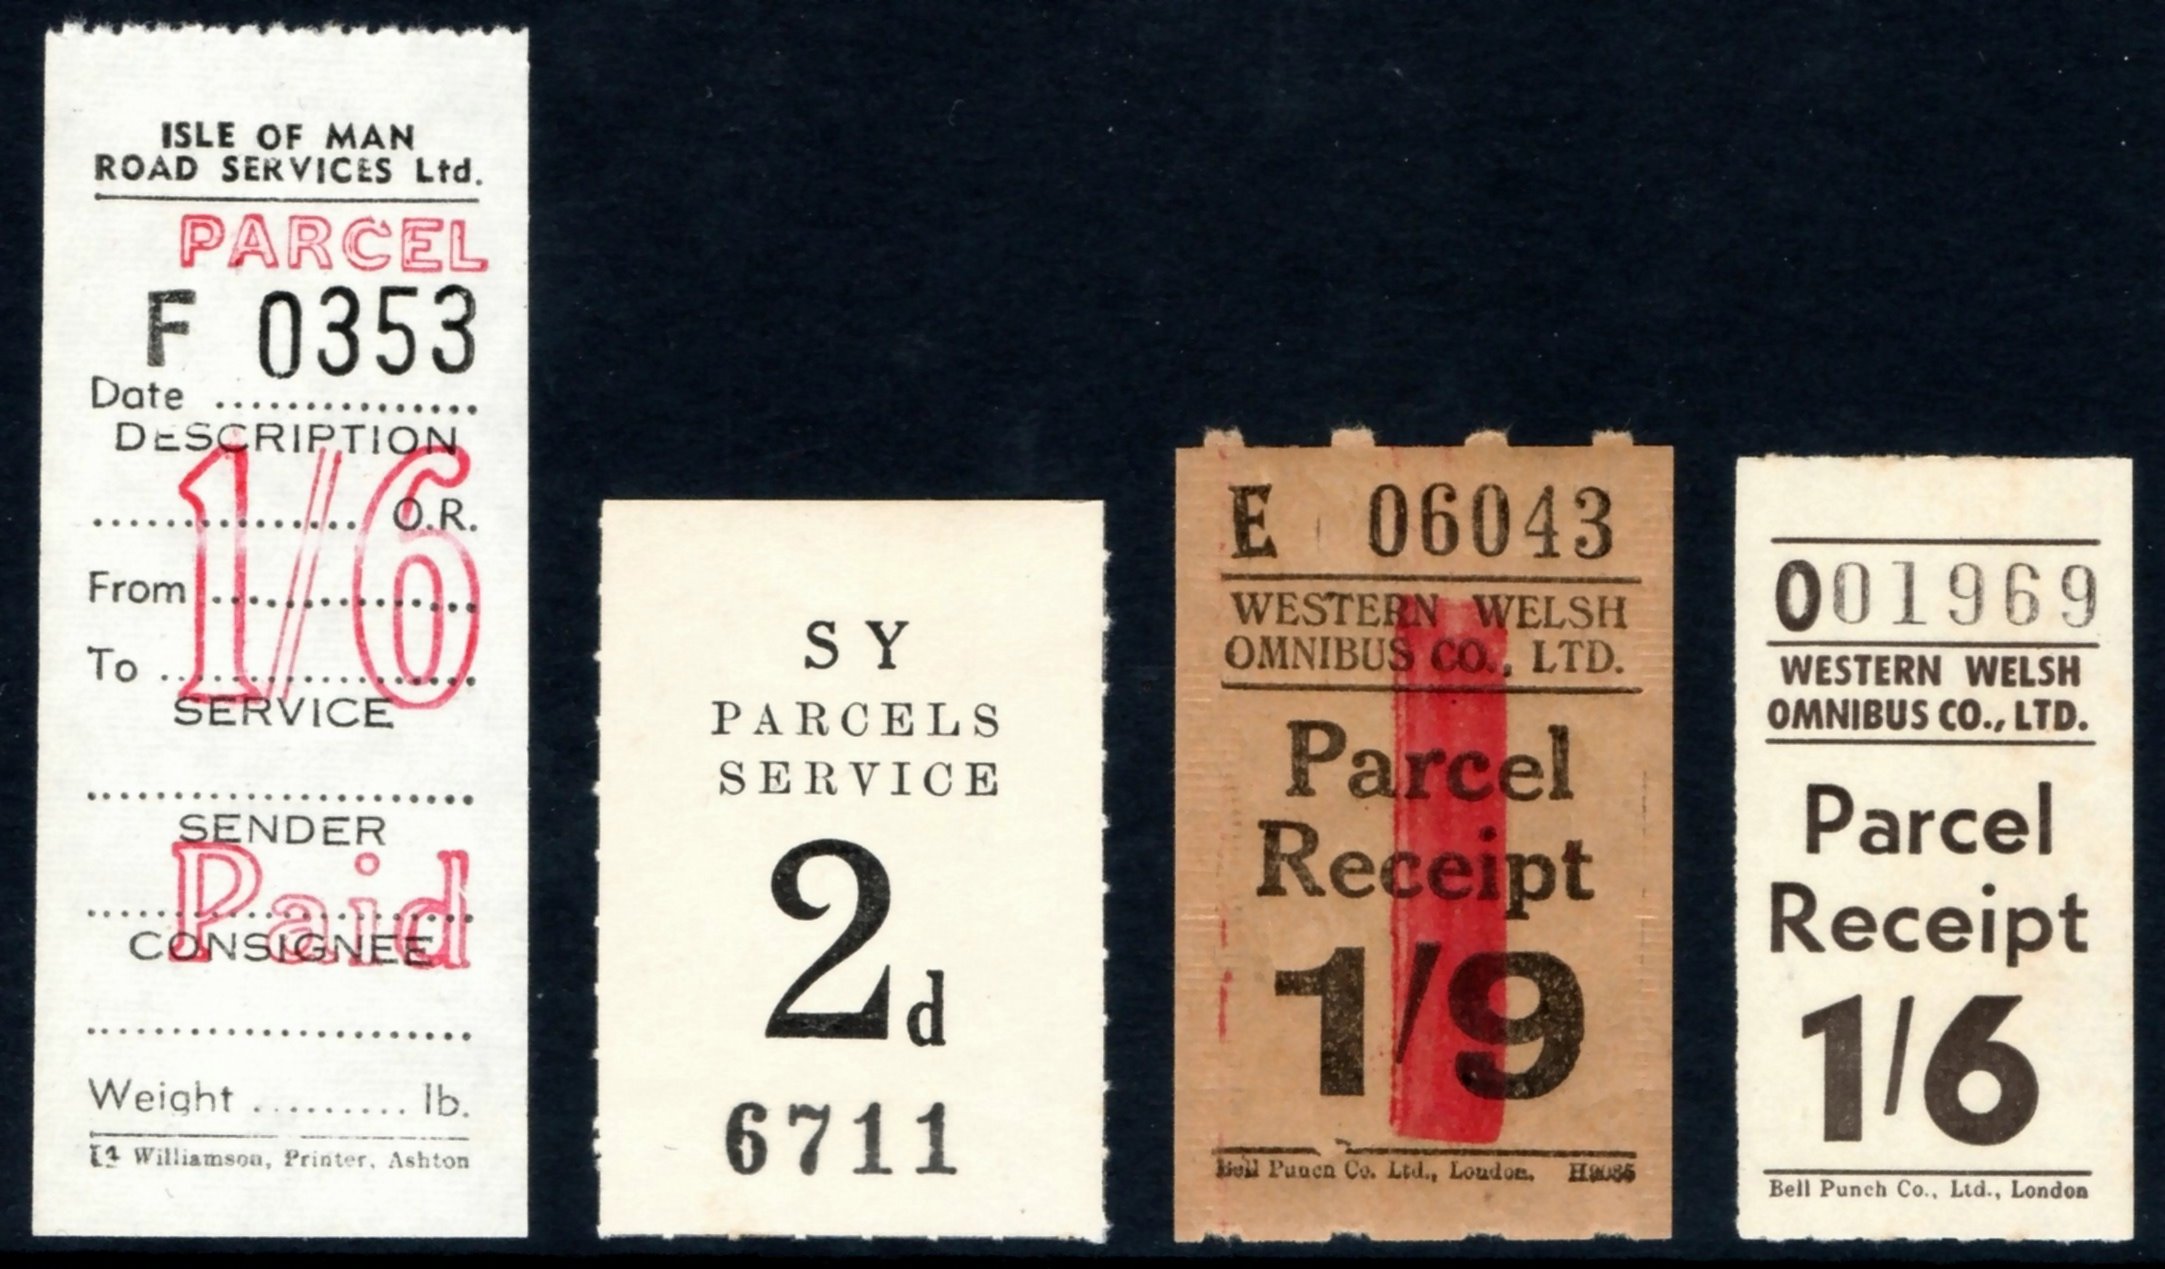 ISLE OF MAN
ROAD SERVICES Ltd.
PARCEL
F 0353
Date ...............
DESCRIPTION
1/6
............... O.R.
From ...............
To ...............
SERVICE
...............
SENDER
Paid
...............
CONSIGNEE
...............
Weight ......... lb.
Williamson, Printer, Ashton
S Y
PARCELS
SERVICE
2d
6711
E 06043
WESTERN WELSH
OMNIBUS CO., LTD.
Parcel
Receipt
1/9
Bell Punch Co. Ltd., London.
001969
WESTERN WELSH
OMNIBUS CO., LTD.
Parcel
Receipt
1/6
Bell Punch Co., Ltd., London